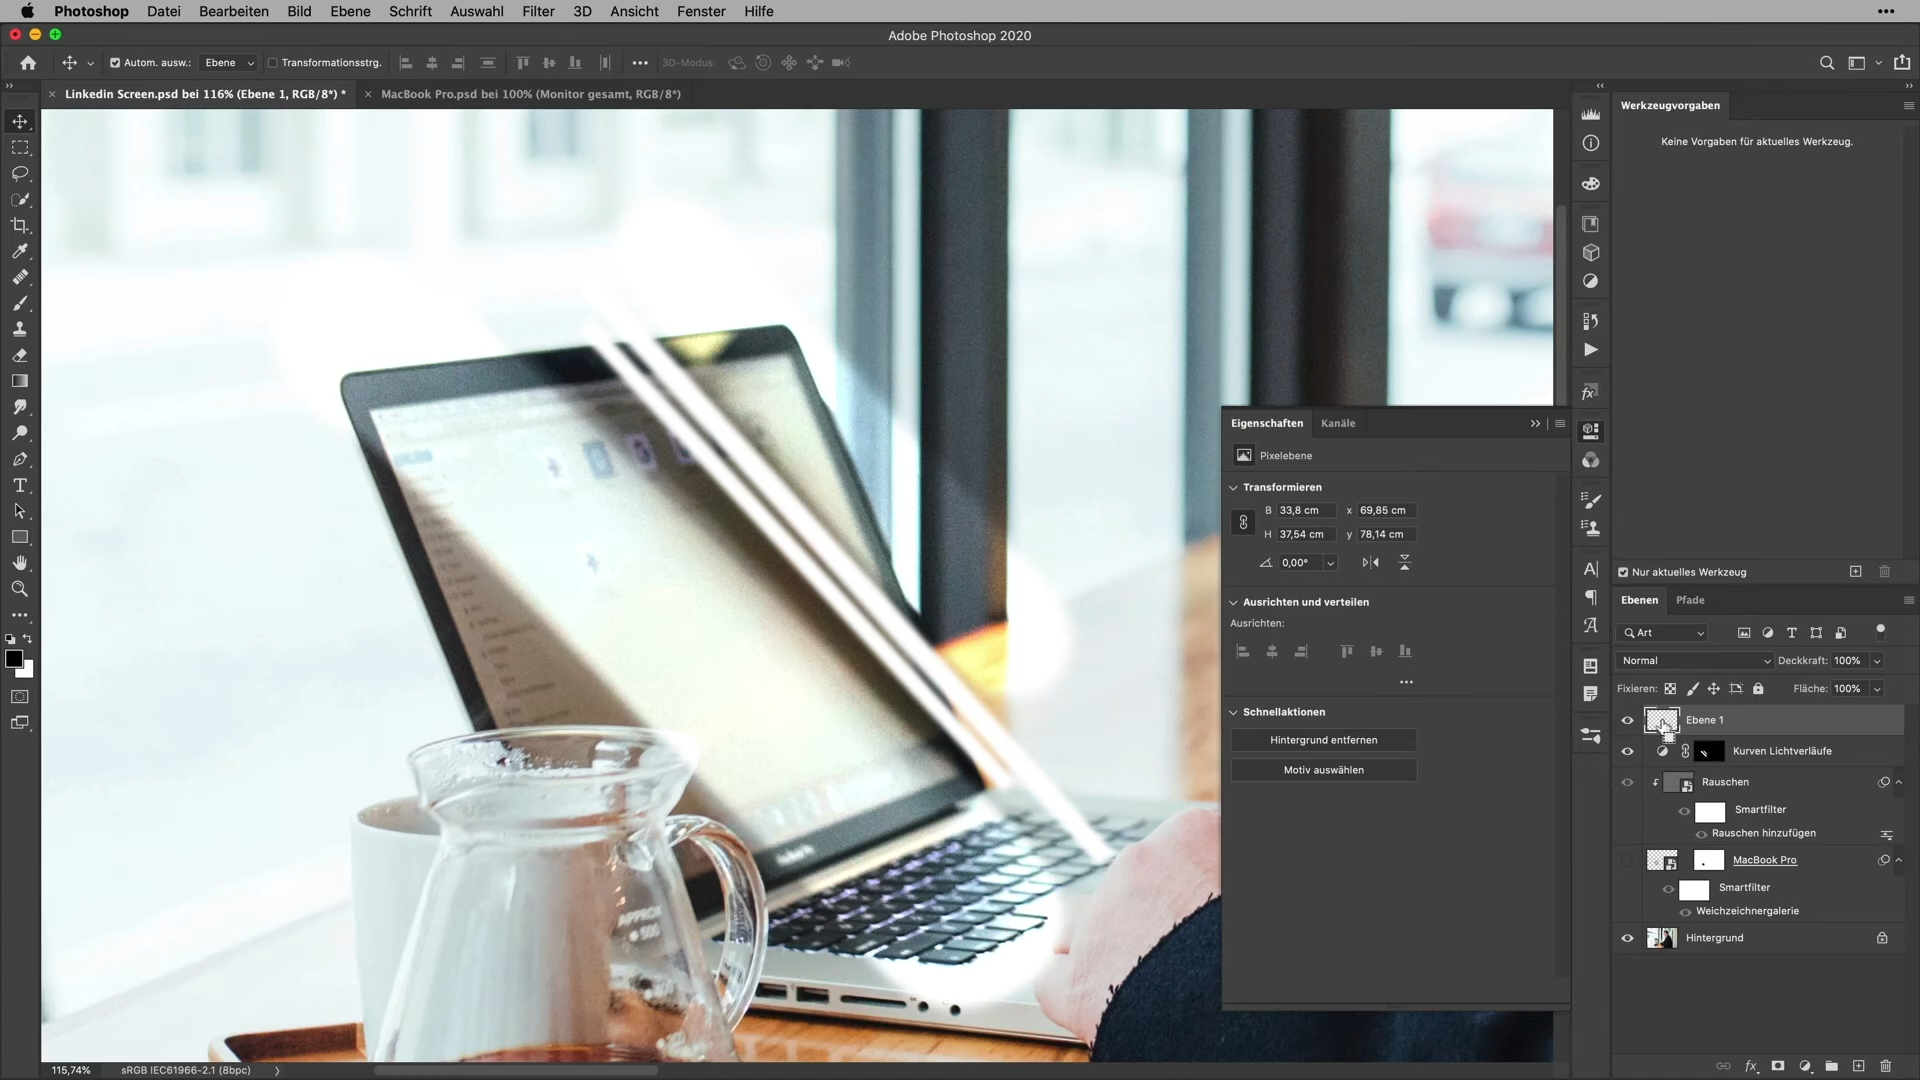 Photoshop Datei Bearbeiten Bild Ebene Schrift Auswahl Filter 3D Ansicht Fenster Hilfe
Adobe Photoshop 2020
Autom. ausw.: Ebene Transformationsstrg. 3D-Modus:
Linkedin Screen.psd bei 116% (Ebene 1, RGB/8*) * MacBook Pro.psd bei 100% (Monitor gesamt, RGB/8*)
Werkzeugvorgaben
Keine Vorgaben für aktuelles Werkzeug.
Eigenschaften Kanäle
Pixelebene
Transformieren
B 33,8 cm x 69,85 cm
H 37,54 cm y 78,14 cm
0,00°
Ausrichten und verteilen
Ausrichten:
Schnellaktionen
Hintergrund entfernen
Motiv auswählen
Nur aktuelles Werkzeug
Ebenen Pfade
Art
Normal Deckkraft: 100%
Fixieren: Fläche: 100%
Ebene 1
Kurven Lichtverläufe
Rauschen
Smartfilter
Rauschen hinzufügen
MacBook Pro
Smartfilter
Weichzeichnergalerie
Hintergrund
APPROX
500
115,74% sRGB IEC61966-2.1 (8bpc)